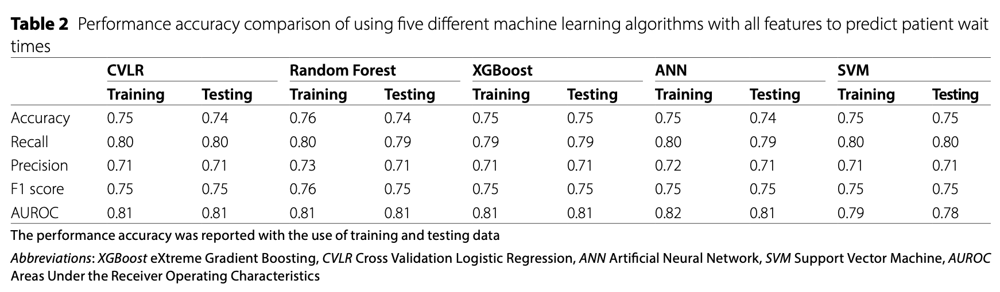 Table 2 Performance accuracy comparison of using five different machine learning algorithms with all features to predict patient wait
times
CVLR Random Forest XGBoost ANN SVM
Training Testing Training Testing Training Testing Training Testing Training Testing
Accuracy 0.75 0.74 0.76 0.74 0.75 0.75 0.75 0.74 0.75 0.75
Recall 0.80 0.80 0.80 0.79 0.79 0.79 0.80 0.79 0.80 0.80
Precision 0.71 0.71 0.73 0.71 0.71 0.71 0.72 0.71 0.71 0.71
F1 score 0.75 0.75 0.76 0.75 0.75 0.75 0.75 0.75 0.75 0.75
AUROC 0.81 0.81 0.81 0.81 0.81 0.81 0.82 0.81 0.79 0.78
The performance accuracy was reported with the use of training and testing data
Abbreviations: XGBoost eXtreme Gradient Boosting, CVLR Cross Validation Logistic Regression, ANN Artificial Neural Network, SVM Support Vector Machine, AUROC
Areas Under the Receiver Operating Characteristics